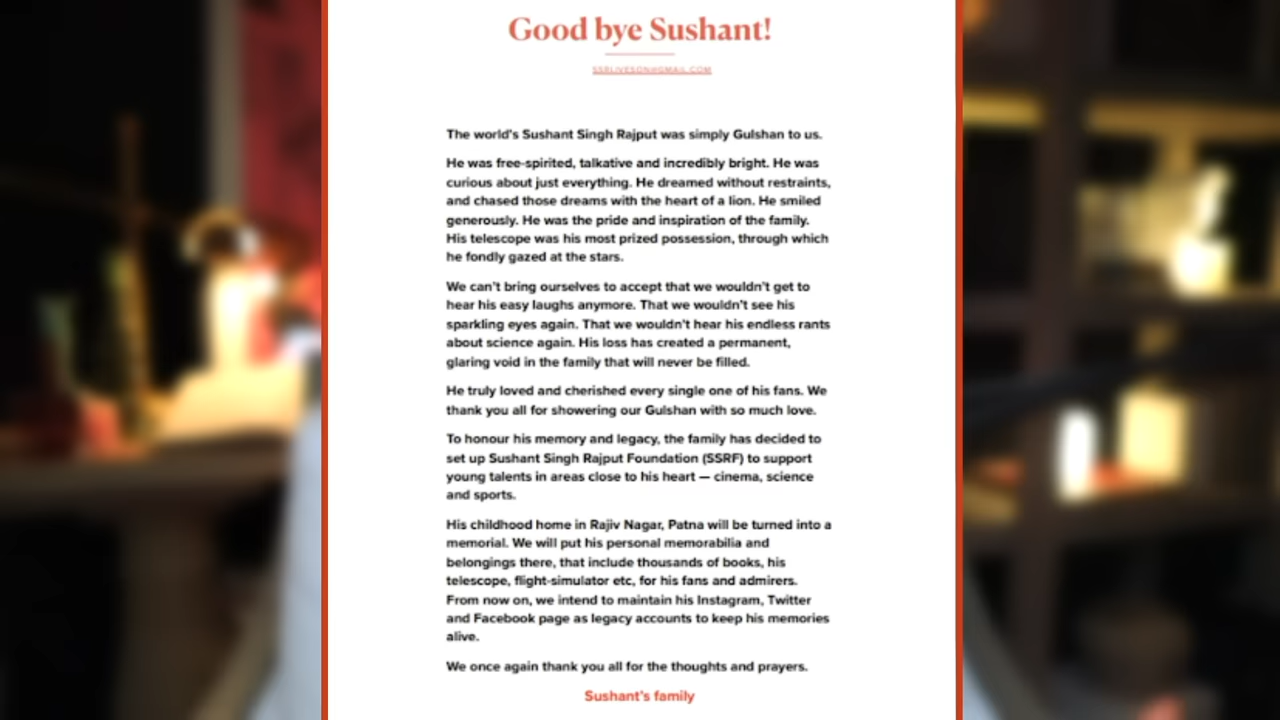 Good bye Sushant!
SSRLIVESON@GMAIL.COM
The world's Sushant Singh Rajput was simply Gulshan to us.
He was free-spirited, talkative and incredibly bright. He was
curious about just everything. He dreamed without restraints,
and chased those dreams with the heart of a lion. He smiled
generously. He was the pride and inspiration of the family.
His telescope was his most prized possession, through which
he fondly gazed at the stars.
We can't bring ourselves to accept that we wouldn't get to
hear his easy laughs anymore. That we wouldn't see his
sparkling eyes again. That we wouldn't hear his endless rants
about science again. His loss has created a permanent,
glaring void in the family that will never be filled.
He truly loved and cherished every single one of his fans. We
thank you all for showering our Gulshan with so much love.
To honour his memory and legacy, the family has decided to
set up Sushant Singh Rajput Foundation (SSRF) to support
young talents in areas close to his heart — cinema, science
and sports.
His childhood home in Rajiv Nagar, Patna will be turned into a
memorial. We will put his personal memorabilia and
belongings there, that include thousands of books, his
telescope, flight-simulator etc, for his fans and admirers.
From now on, we intend to maintain his Instagram, Twitter
and Facebook page as legacy accounts to keep his memories
alive.
We once again thank you all for the thoughts and prayers.
Sushant's family